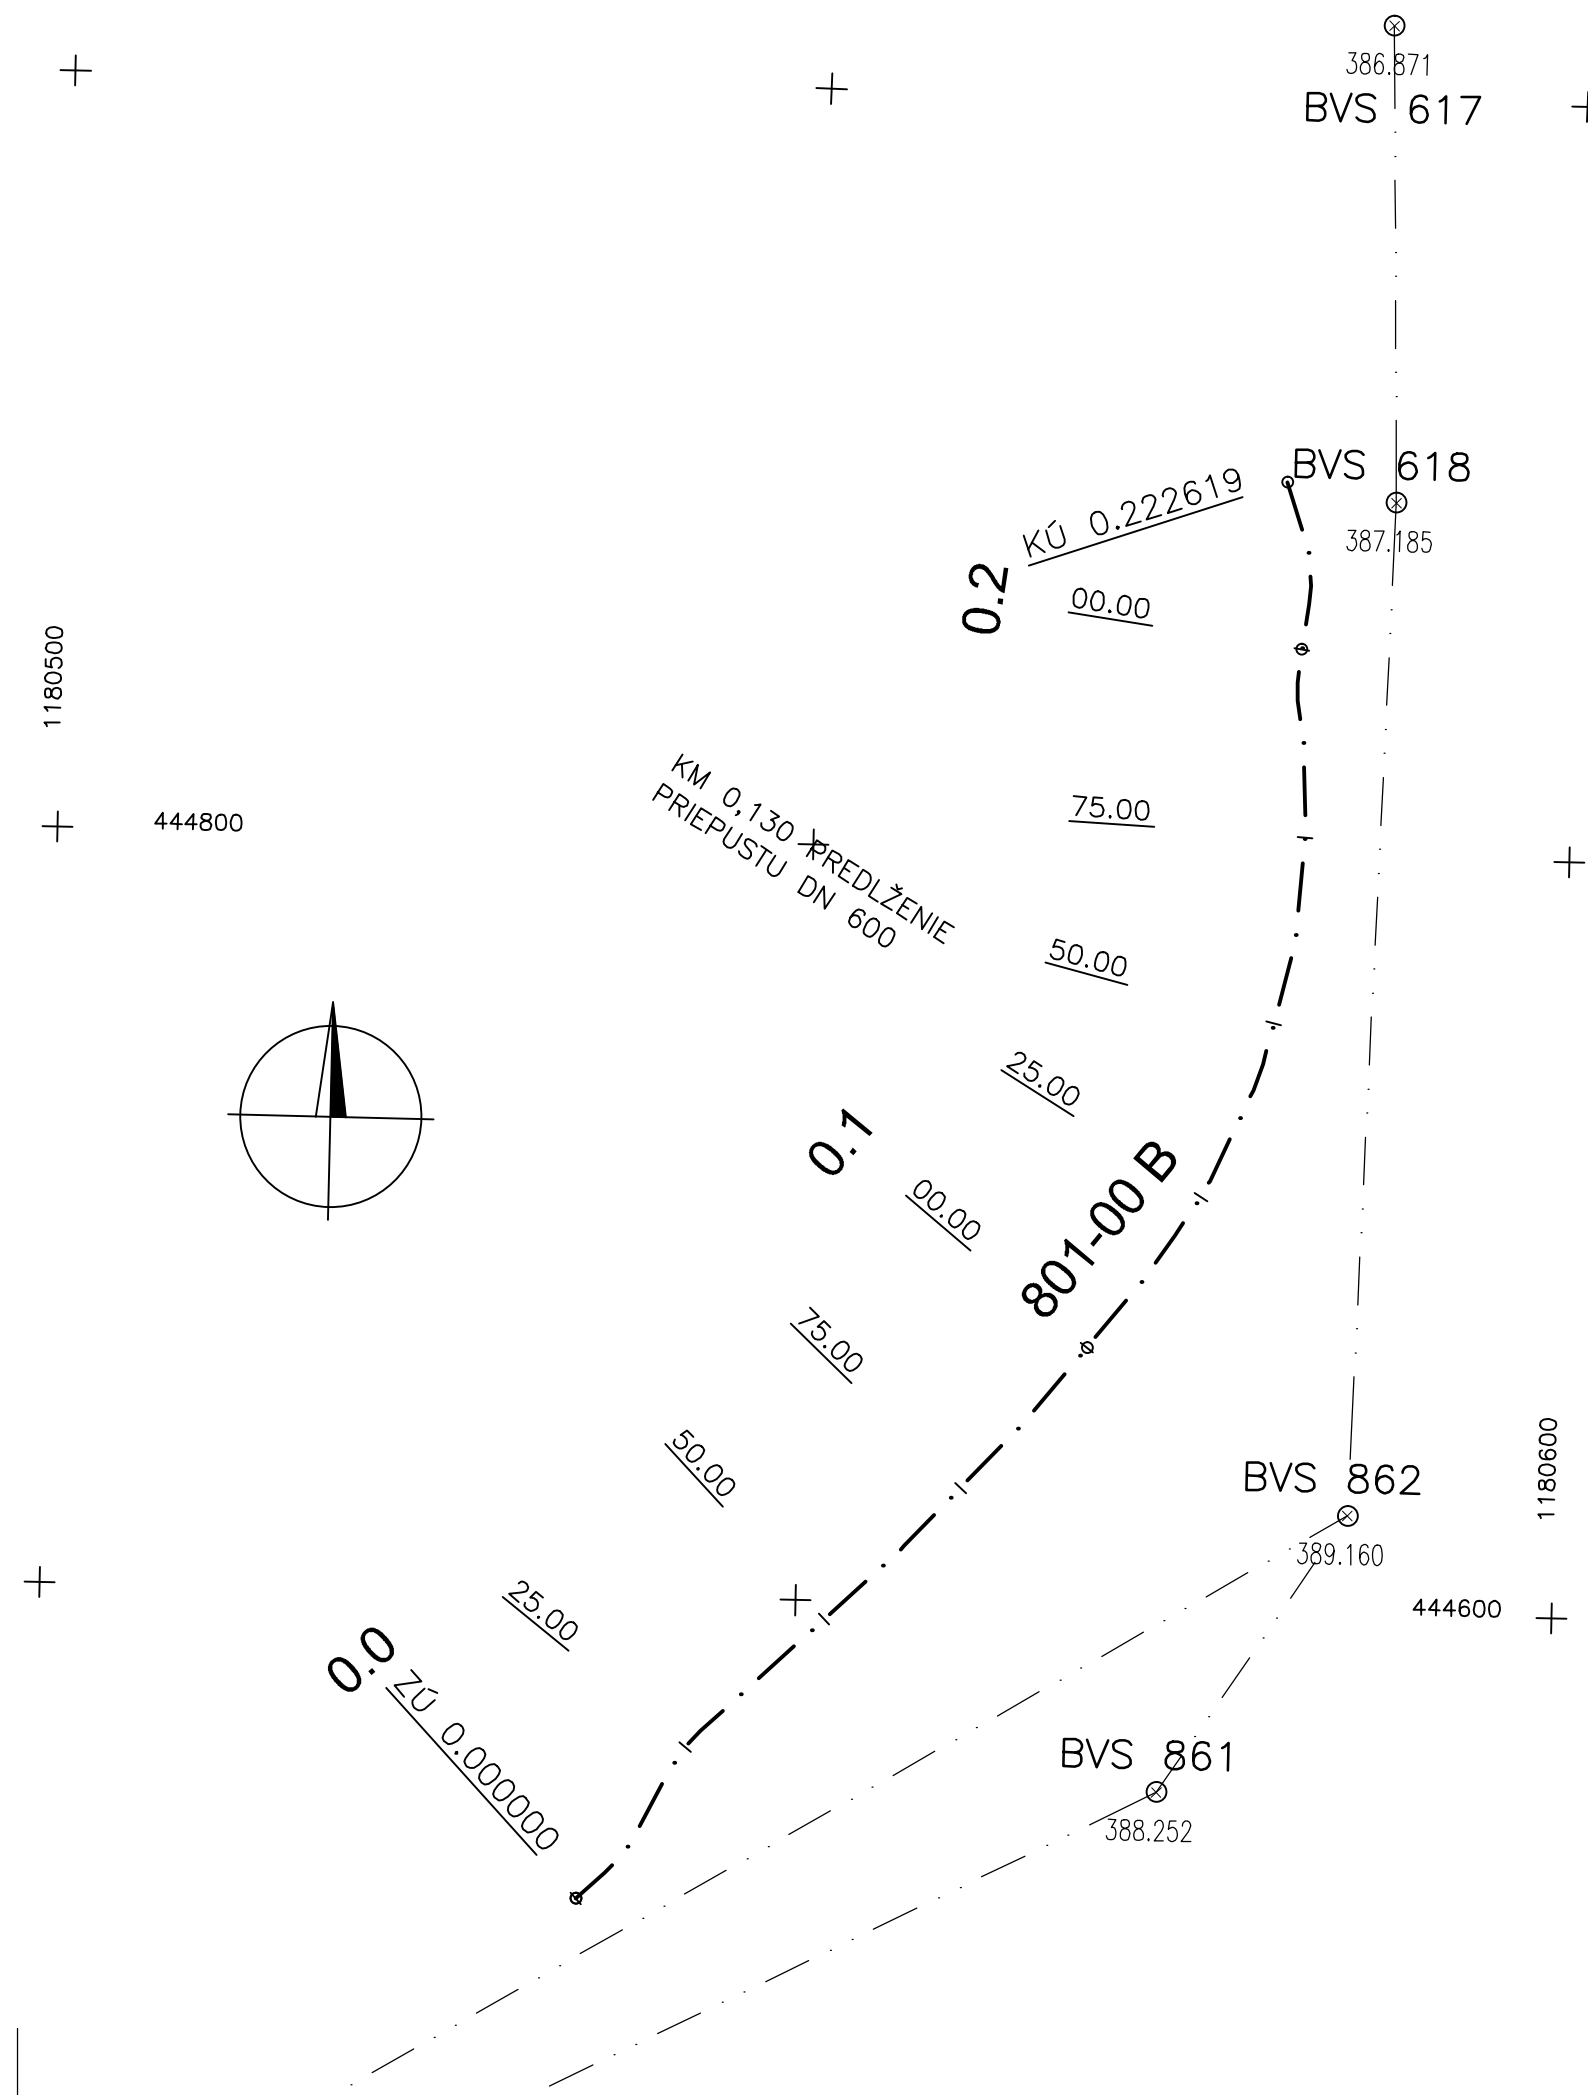 386.871
BVS 617
BVS 618
387.185
KÚ 0.222619
0.2
00.00
1180500
444800
KM 0,130 PREDLŽENIE
PRIEPUSTU DN 600
75.00
50.00
25.00
0.1
00.00
801-00 B
75.00
50.00
BVS 862
389.160
1180600
444600
25.00
0.0
ZÚ 0.000000
BVS 861
388.252